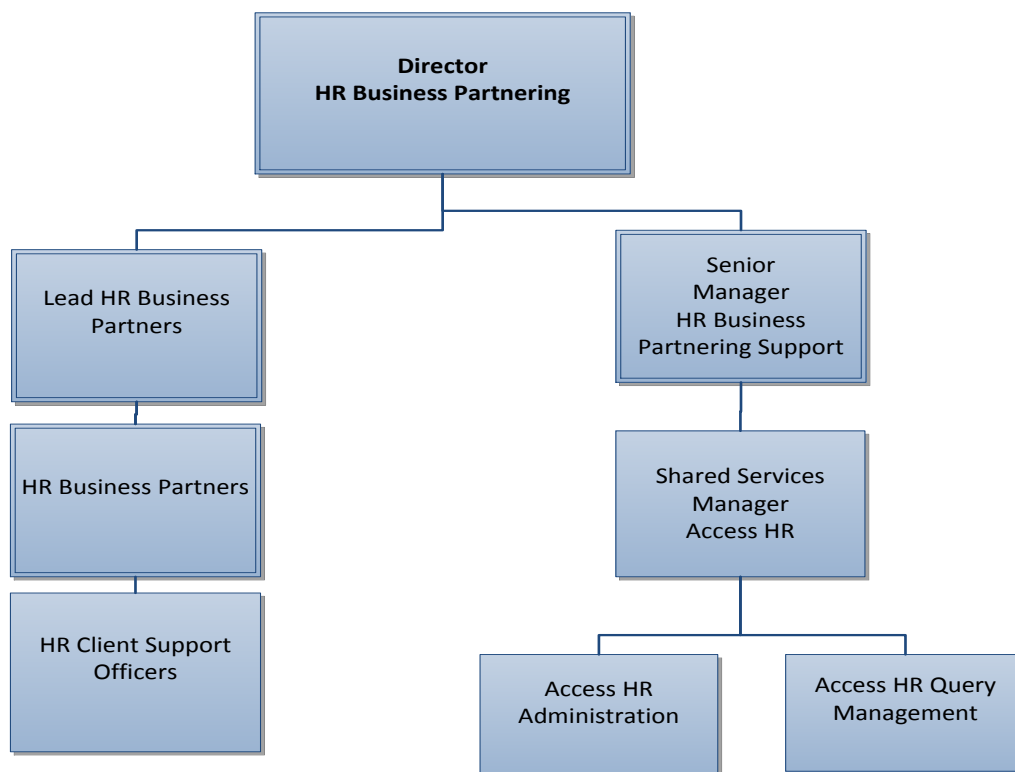 Director
HR Business Partnering
Lead HR Business
Partners
Senior
Manager
HR Business
Partnering Support
HR Business Partners
Shared Services
Manager
Access HR
HR Client Support
Officers
Access HR
Administration
Access HR Query
Management